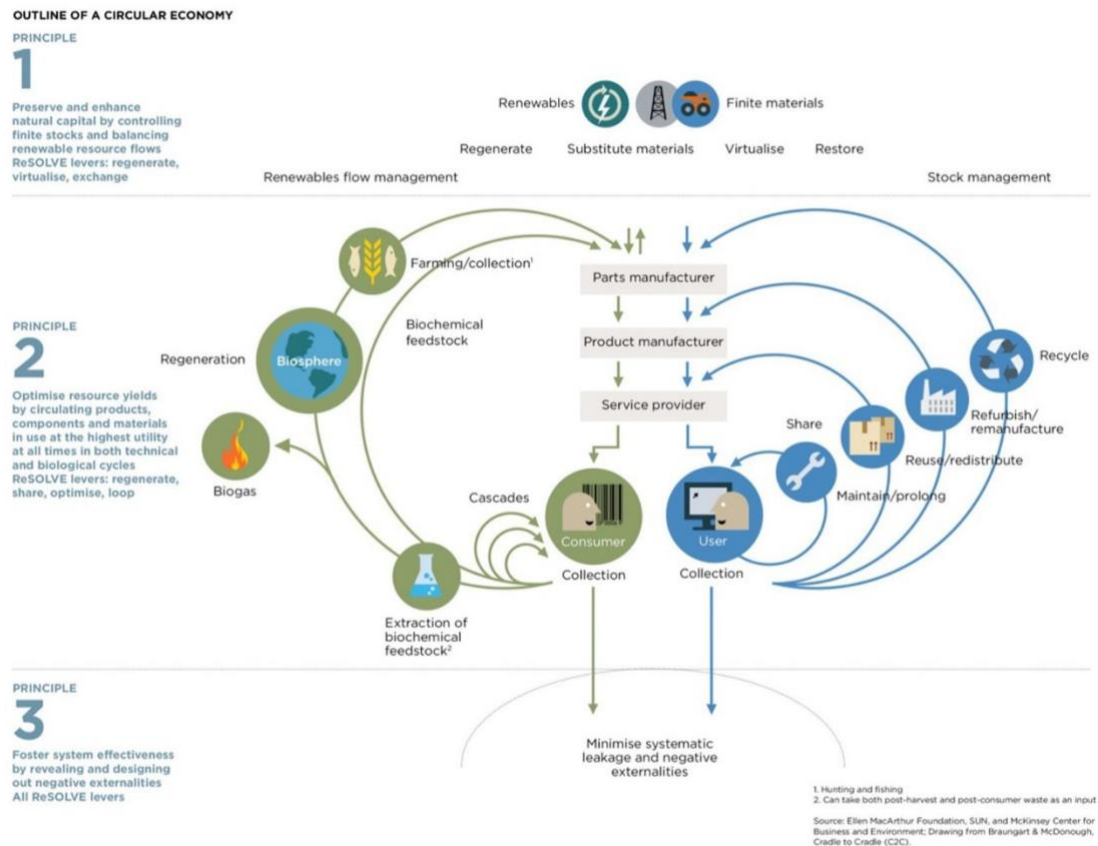 OUTLINE OF A CIRCULAR ECONOMY
PRINCIPLE
1
Preserve and enhance
natural capital by controlling
finite stocks and balancing
renewable resource flows
ReSOLVE levers: regenerate,
virtualise, exchange
Renewables
Finite materials
Regenerate
Substitute materials
Virtualise
Restore
Renewables flow management
Stock management
PRINCIPLE
2
Optimise resource yields
by circulating products,
components and materials
in use at the highest utility
at all times in both technical
and biological cycles
ReSOLVE levers: regenerate,
share, optimise, loop
Farming/collection¹
Biochemical
feedstock
Regeneration
Biosphere
Biogas
Cascades
Extraction of
biochemical
feedstock²
Parts manufacturer
Product manufacturer
Service provider
Consumer
Collection
User
Collection
Share
Maintain/prolong
Reuse/redistribute
Refurbish/
remanufacture
Recycle
PRINCIPLE
3
Foster system effectiveness
by revealing and designing
out negative externalities
All ReSOLVE levers
Minimise systematic
leakage and negative
externalities
1. Hunting and fishing
2. Can take both post-harvest and post-consumer waste as an input
Source: Ellen MacArthur Foundation, SUN, and McKinsey Center for
Business and Environment; Drawing from Braungart & McDonough,
Cradle to Cradle (C2C).